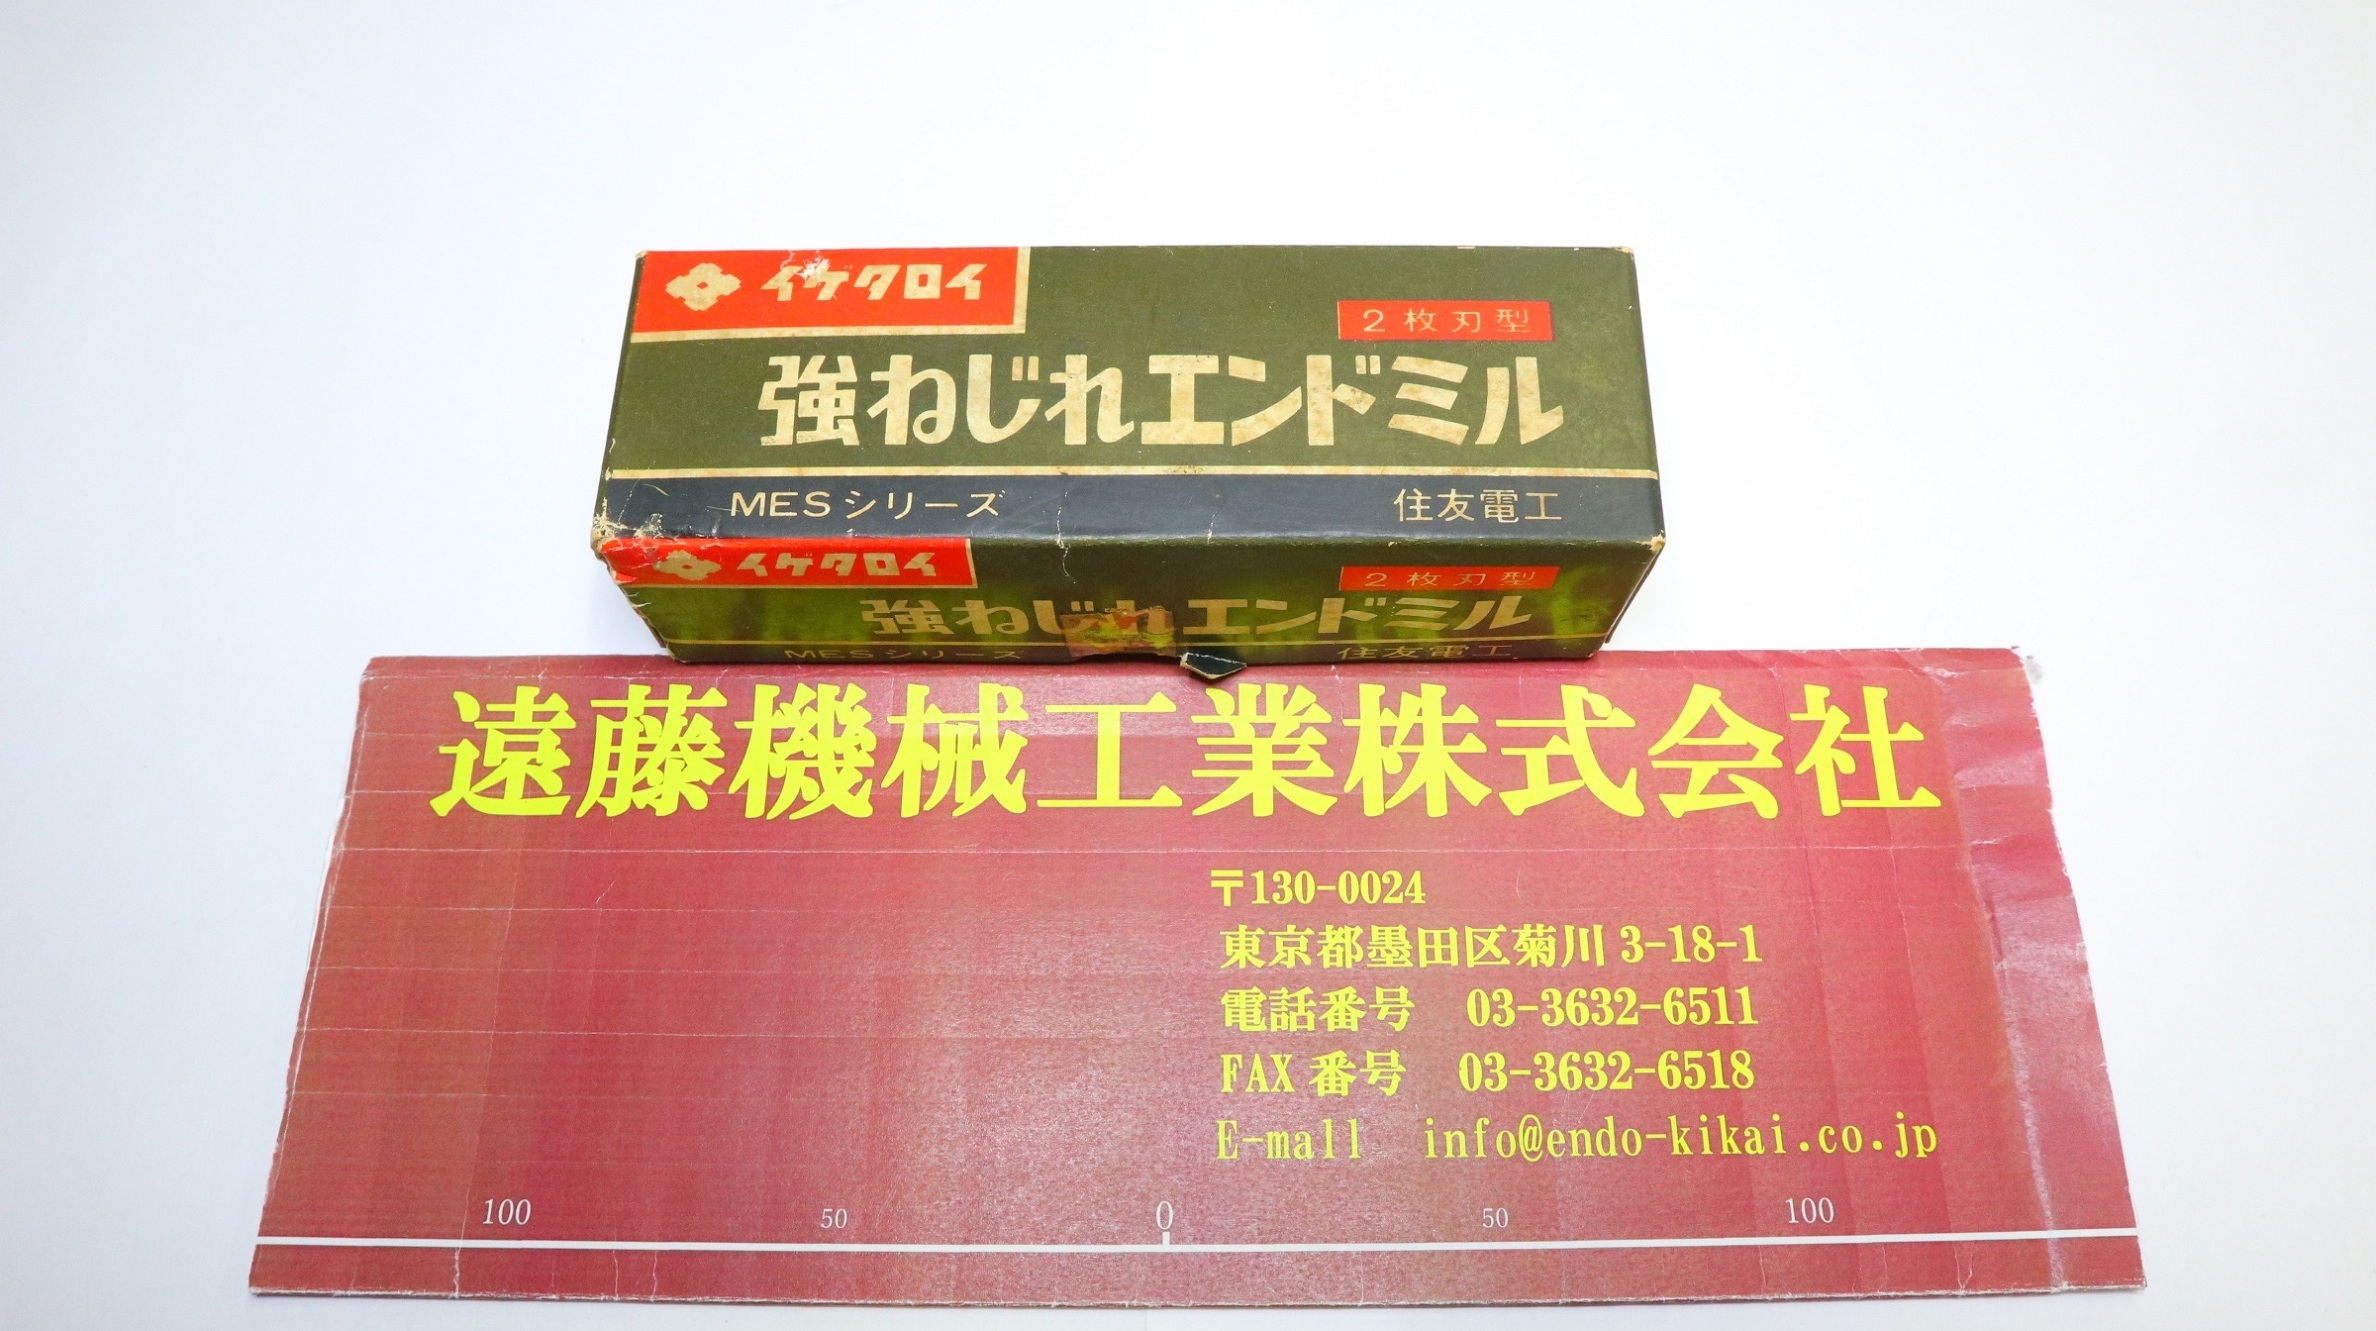 イゲタロイ
2枚刃型
強ねじれエンドミル
MESシリーズ 住友電工
イゲタロイ
2枚刃型
強ねじれエンドミル
MESシリーズ 住友電工
遠藤機械工業株式会社
〒130-0024
東京都墨田区菊川3-18-1
電話番号 03-3632-6511
FAX番号 03-3632-6518
E-mall info@endo-kikai.co.jp
100 50 0 50 100